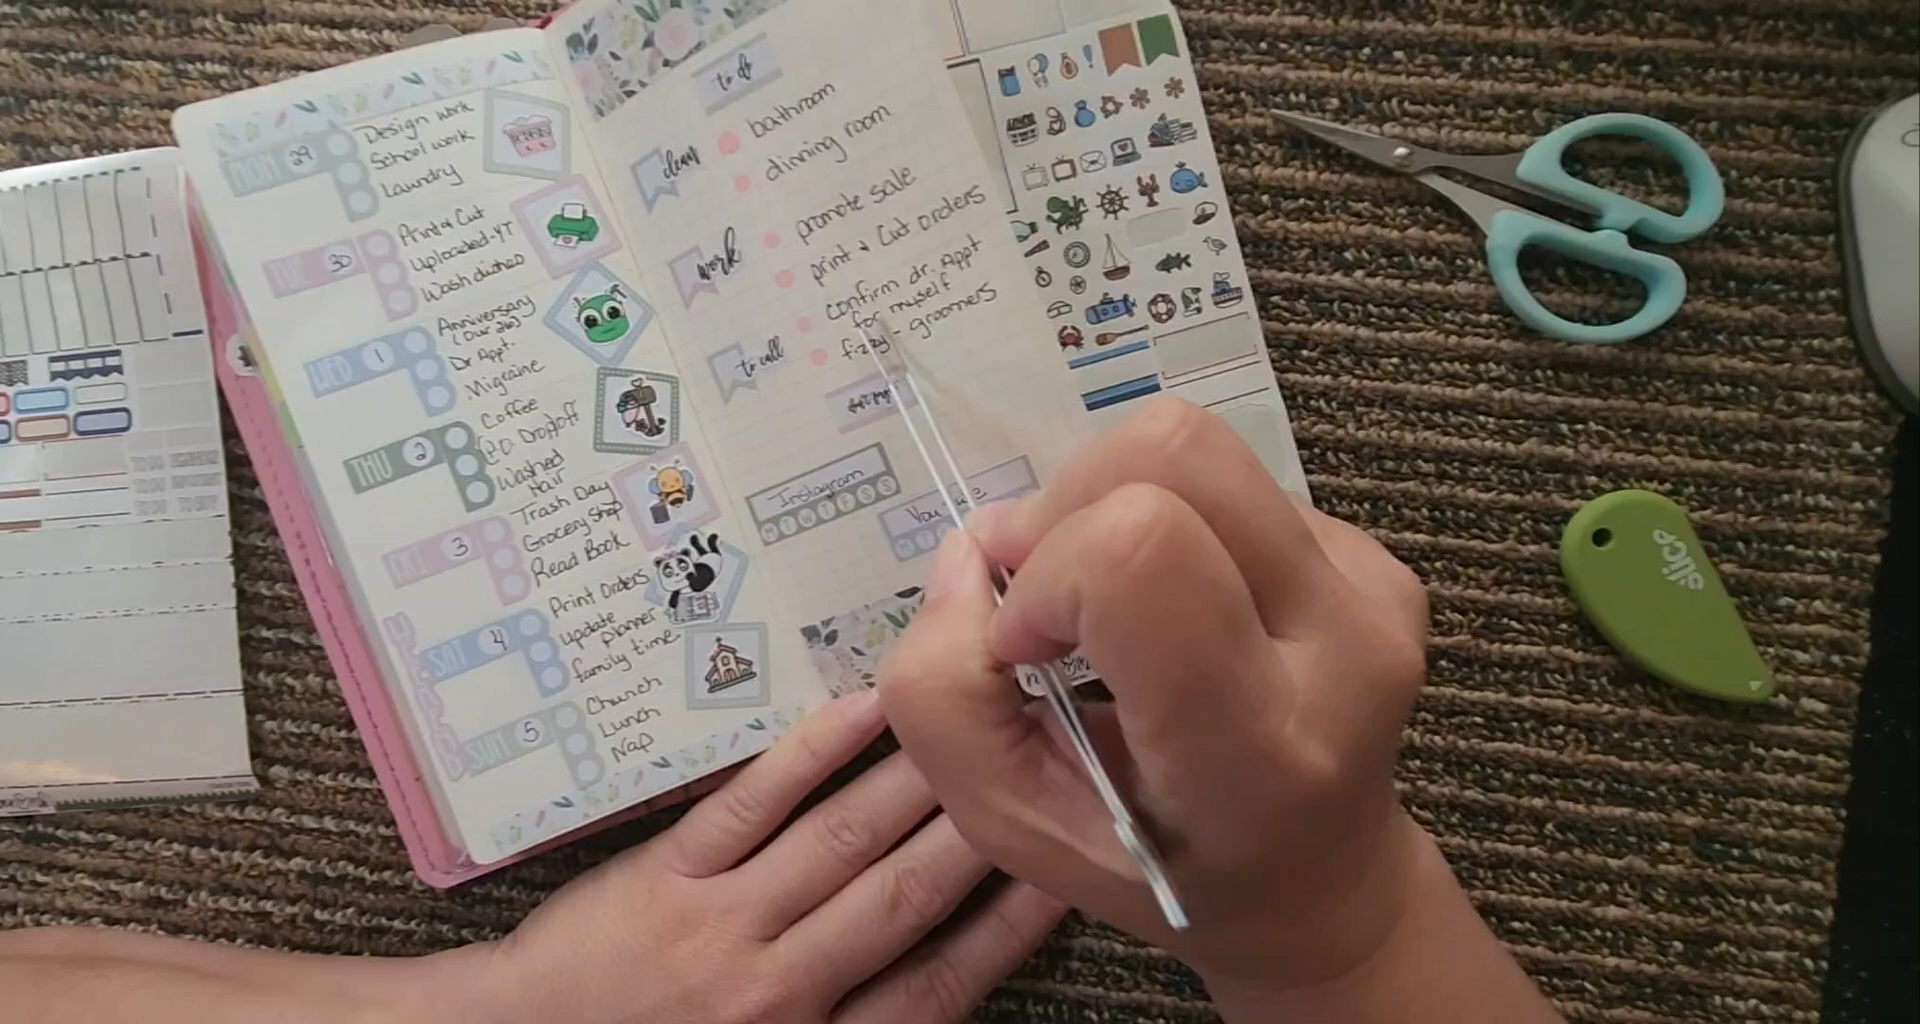 MON 29
Design work
School work
Laundry
TUE 30
Print & Cut
Uploaded-YT
Wash dishes
WED 1
Anniversary
(Our 26)
Dr Appt.
Migraine
THU 2
Coffee
P.O. Dropoff
Washed
Hair
FRI 3
Trash Day
Grocery Shop
Read Book
SAT 4
Print Orders
update
planner
family time
SUN 5
Church
Lunch
Nap
to do
clean
bathroom
dinning room
work
promote sale
print & Cut orders
to call
confirm dr. Appt
for myself
fizzy - groomers
Instagram
M T W T F S S
slice